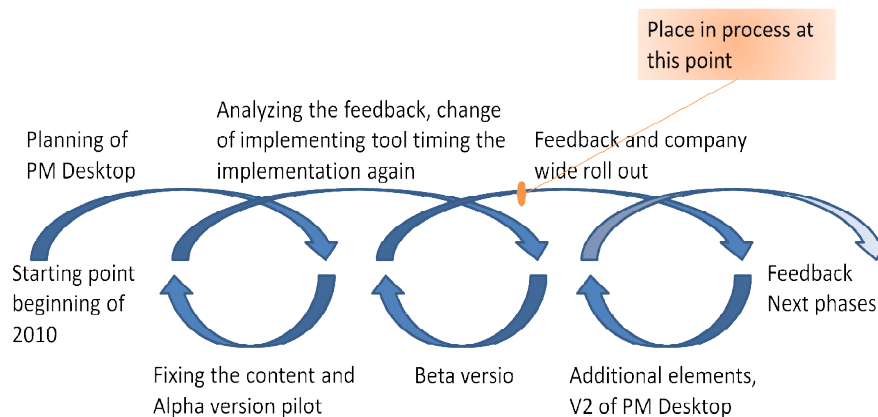 Place in process at
this point
Analyzing the feedback, change
of implementing tool timing the
implementation again
Planning of
PM Desktop
Feedback and company
wide roll out
Starting point
beginning of
2010
Feedback
Next phases
Fixing the content and
Alpha version pilot
Beta versio
Additional elements,
V2 of PM Desktop